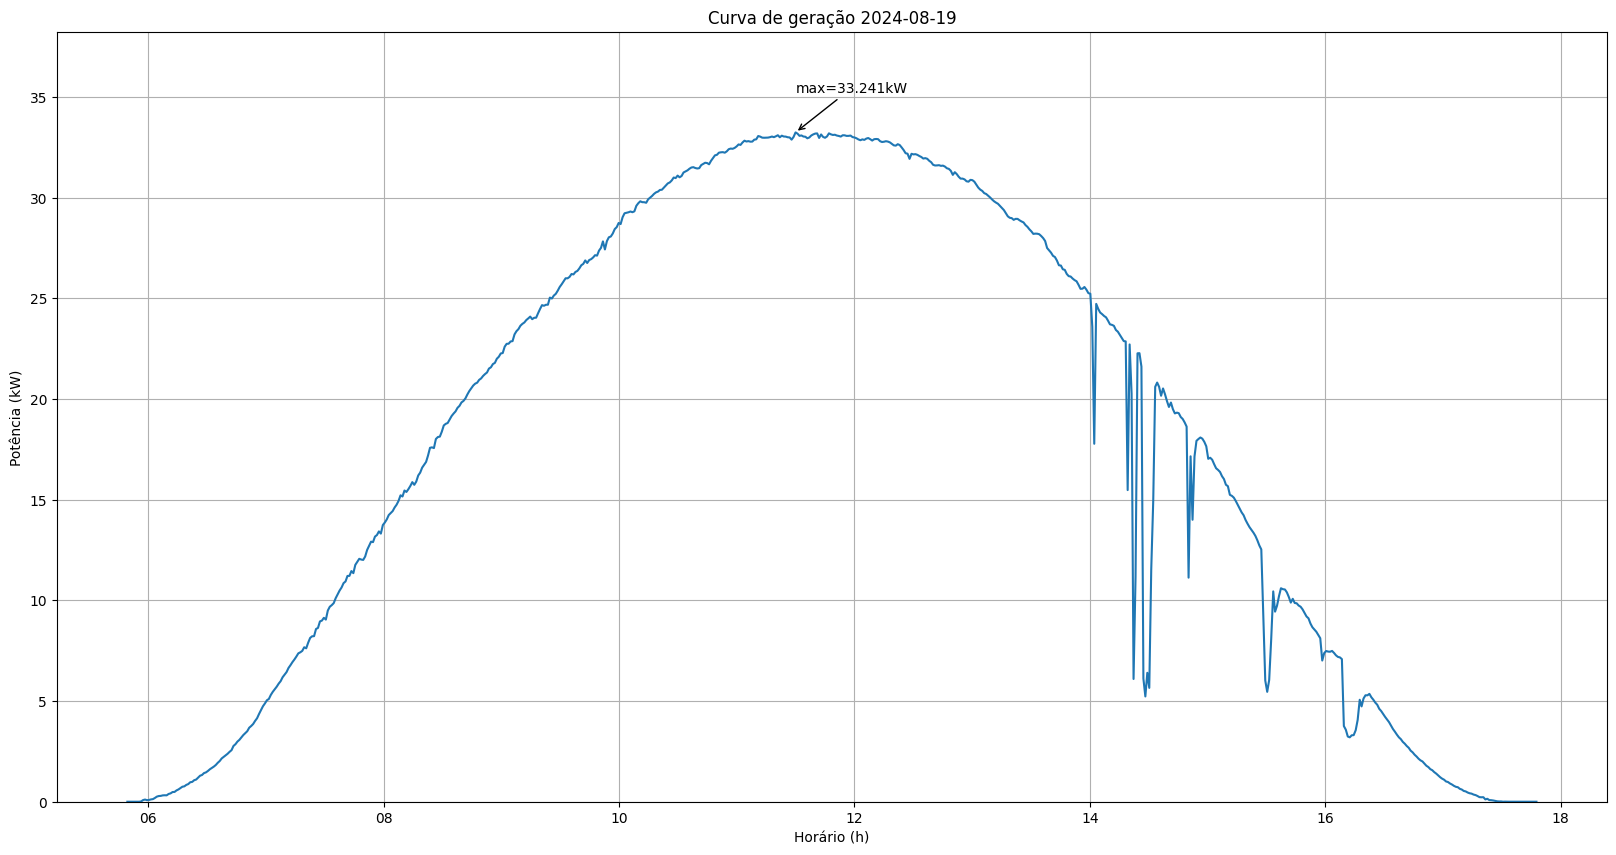 Curva de geração 2024-08-19
max=33.241kW
Potência (kW)
35
30
25
20
15
10
5
0
06 08 10 12 14 16 18
Horário (h)